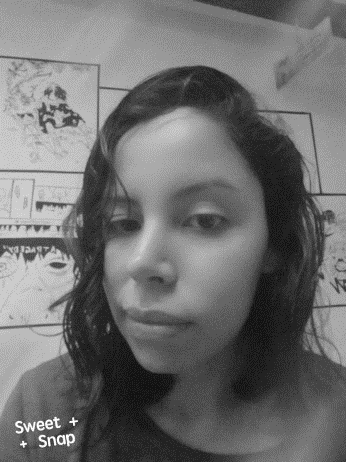 Sweet +
+ Snap